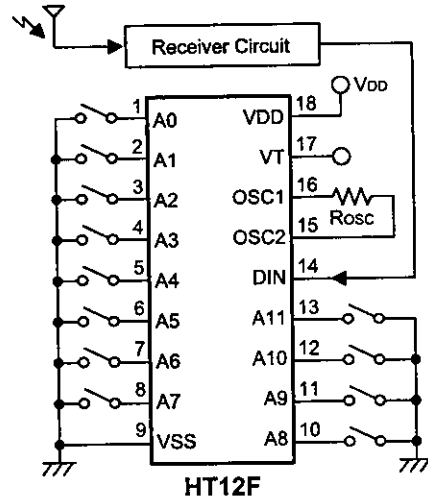 Receiver Circuit
VDD
1 A0 VDD 18
2 A1 VT 17
3 A2 OSC1 16
ROSC
4 A3 OSC2 15
5 A4 DIN 14
6 A5 A11 13
7 A6 A10 12
8 A7 A9 11
9 VSS A8 10
HT12F